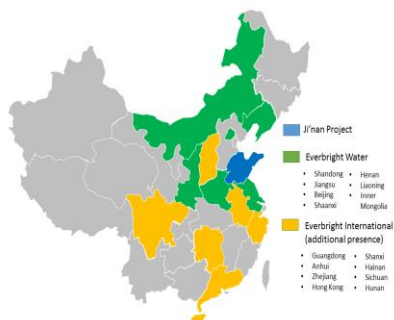 Ji'nan Project
Everbright Water
• Shandong • Henan
• Jiangsu • Liaoning
• Beijing • Inner
• Shaanxi Mongolia
Everbright International
(additional presence)
• Guangdong • Shanxi
• Anhui • Hainan
• Zhejiang • Sichuan
• Hong Kong • Hunan